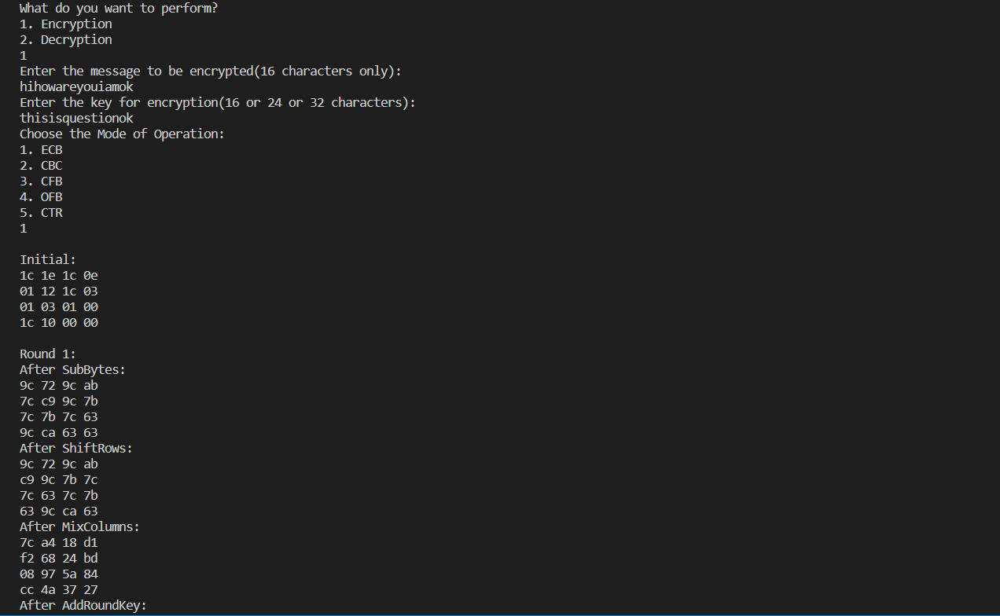 What do you want to perform?
1. Encryption
2. Decryption
1
Enter the message to be encrypted(16 characters only):
hihowareyouiamok
Enter the key for encryption(16 or 24 or 32 characters):
thisisquestionok
Choose the Mode of Operation:
1. ECB
2. CBC
3. CFB
4. OFB
5. CTR
1
Initial:
1c 1e 1c 0e
01 12 1c 03
01 03 01 00
1c 10 00 00
Round 1:
After SubBytes:
9c 72 9c ab
7c c9 9c 7b
7c 7b 7c 63
9c ca 63 63
After ShiftRows:
9c 72 9c ab
c9 9c 7b 7c
7c 63 7c 7b
63 9c ca 63
After MixColumns:
7c a4 18 d1
f2 68 24 bd
08 97 5a 84
cc 4a 37 27
After AddRoundKey: